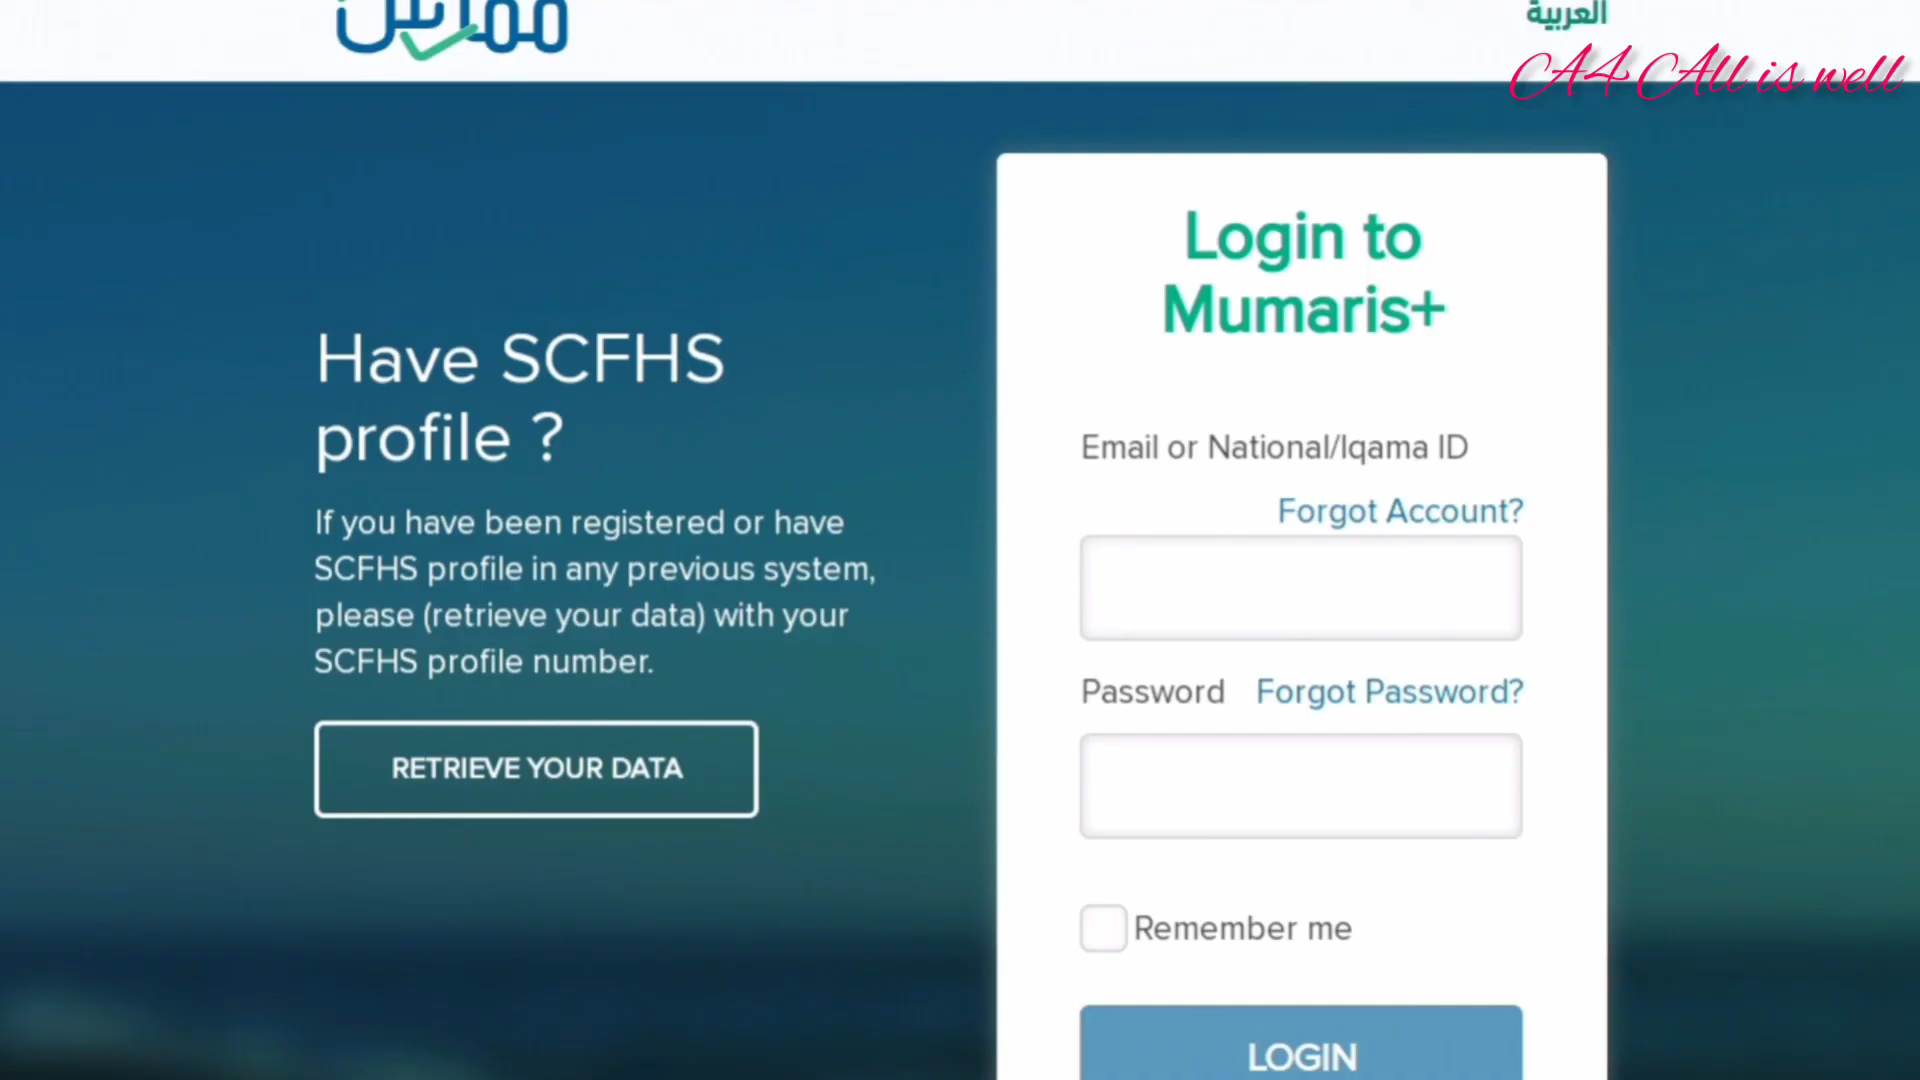 ممارس
العربية
A4 All is well
Login to
Mumaris+
Have SCFHS
profile ?
If you have been registered or have
SCFHS profile in any previous system,
please (retrieve your data) with your
SCFHS profile number.
RETRIEVE YOUR DATA
Email or National/Iqama ID
Forgot Account?
Password Forgot Password?
Remember me
LOGIN